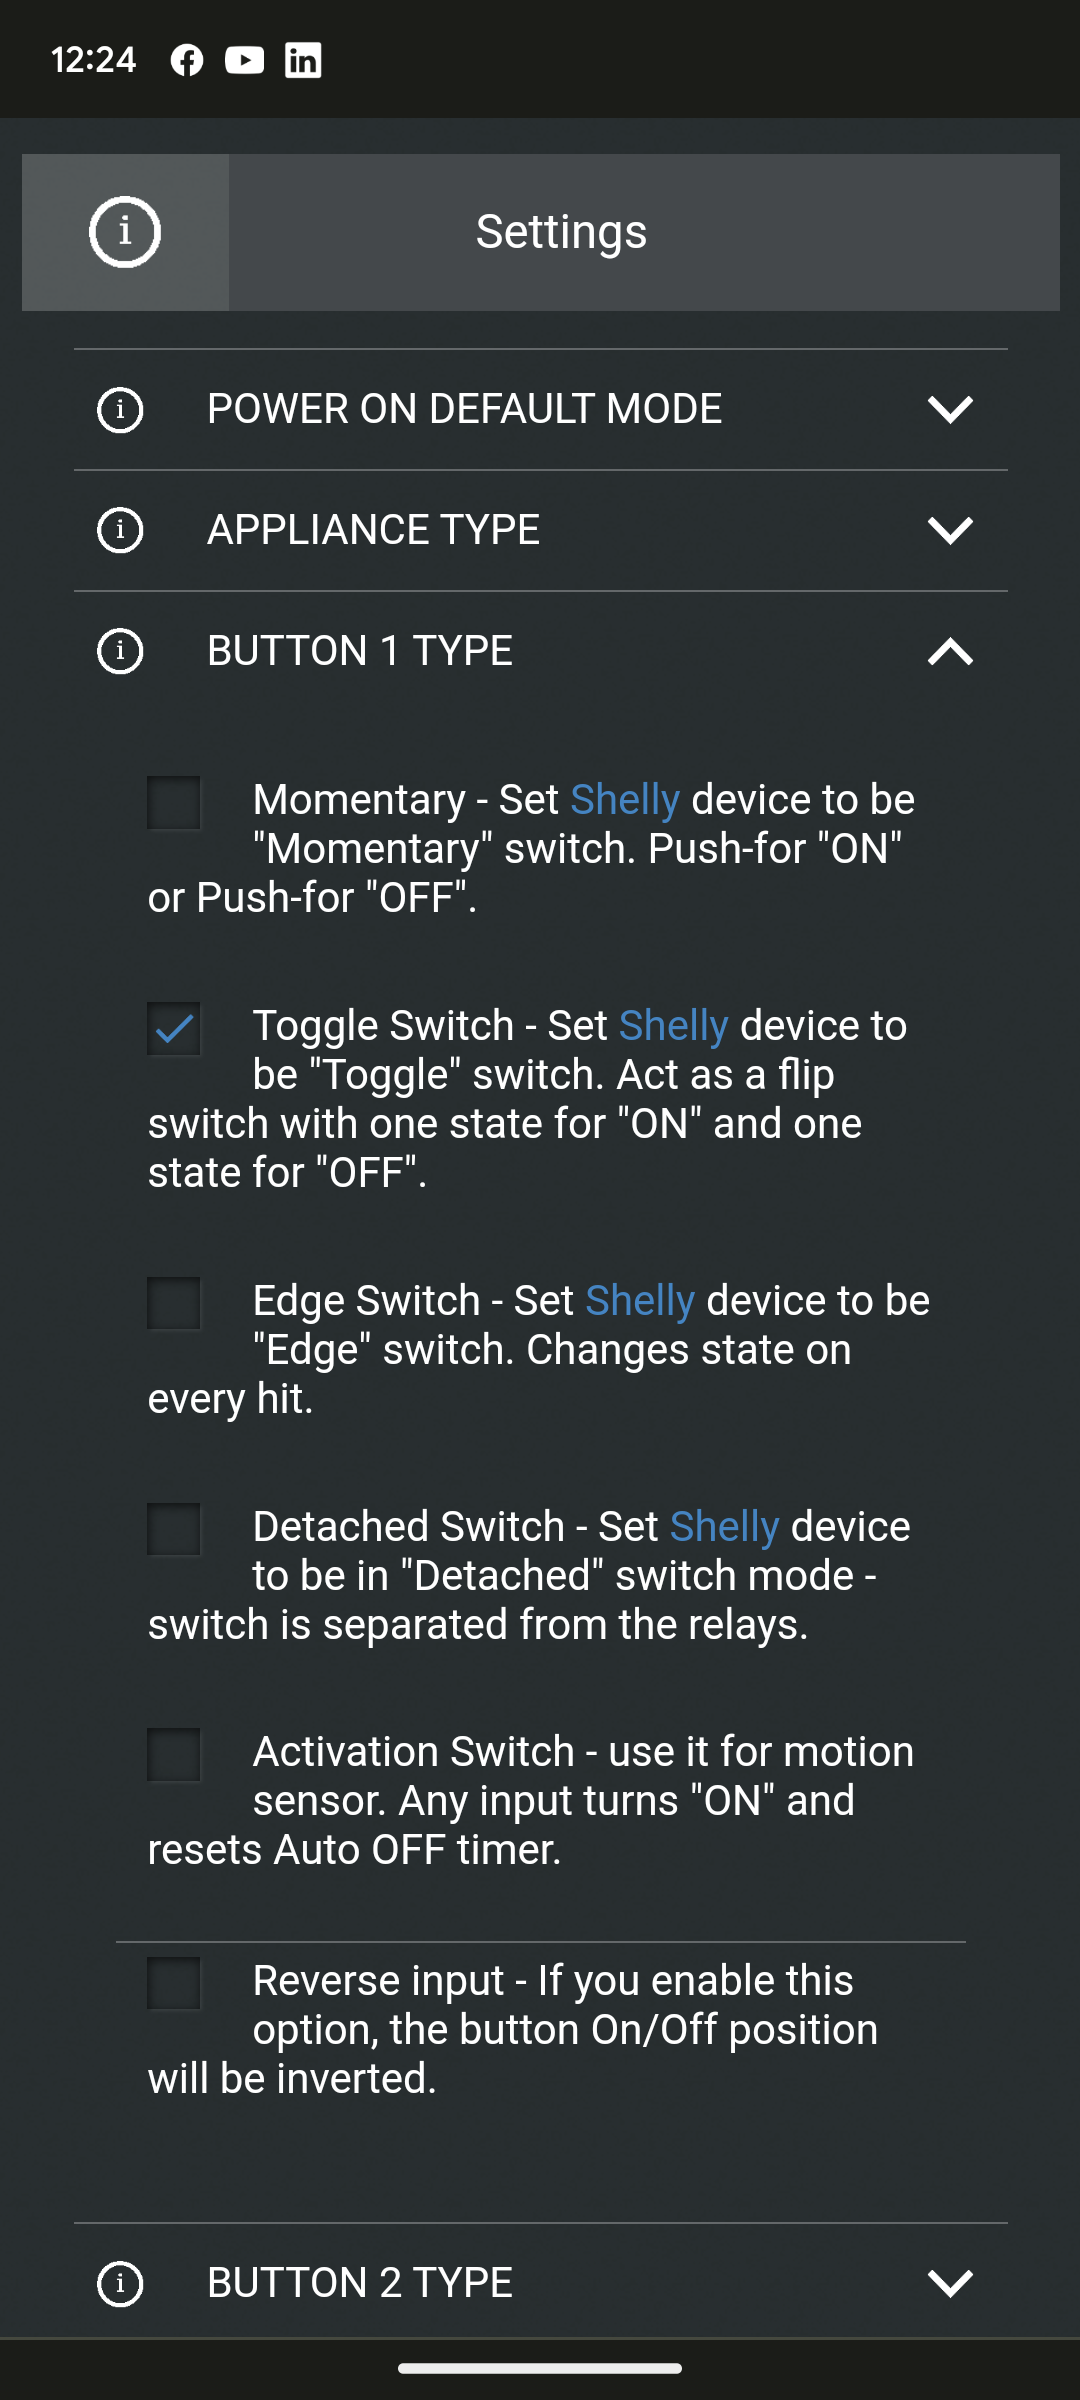 12:24
Settings
POWER ON DEFAULT MODE
APPLIANCE TYPE
BUTTON 1 TYPE
Momentary - Set Shelly device to be
"Momentary" switch. Push-for "ON"
or Push-for "OFF".
Toggle Switch - Set Shelly device to
be "Toggle" switch. Act as a flip
switch with one state for "ON" and one
state for "OFF".
Edge Switch - Set Shelly device to be
"Edge" switch. Changes state on
every hit.
Detached Switch - Set Shelly device
to be in "Detached" switch mode -
switch is separated from the relays.
Activation Switch - use it for motion
sensor. Any input turns "ON" and
resets Auto OFF timer.
Reverse input - If you enable this
option, the button On/Off position
will be inverted.
BUTTON 2 TYPE